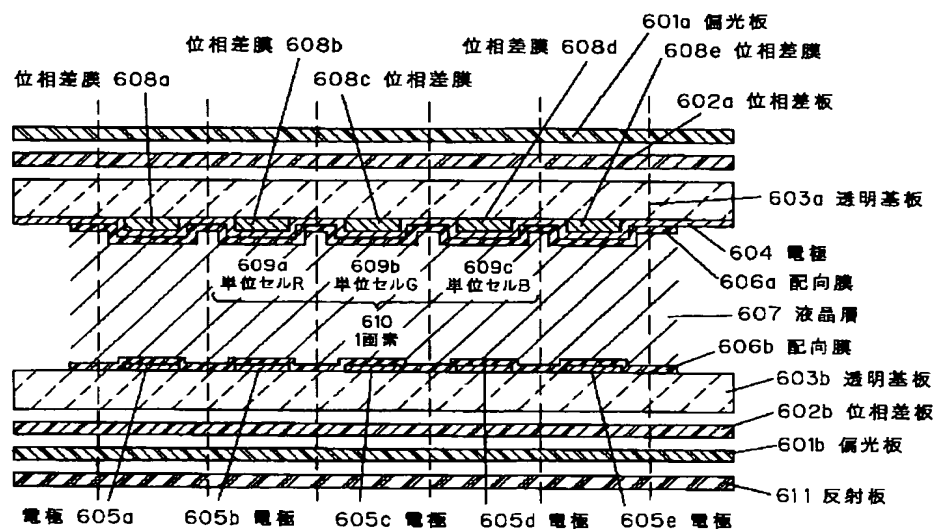 601a 偏光板
位相差膜 608b
位相差膜 608d
608e 位相差膜
位相差膜 608a
608c 位相差膜
602a 位相差板
603a 透明基板
604 電極
609a
単位セルR
609b
単位セルG
609c
単位セルB
606a 配向膜
610
1画素
607 液晶層
606b 配向膜
603b 透明基板
602b 位相差板
601b 偏光板
611 反射板
電極 605a
605b 電極
605c 電極
605d 電極
605e 電極